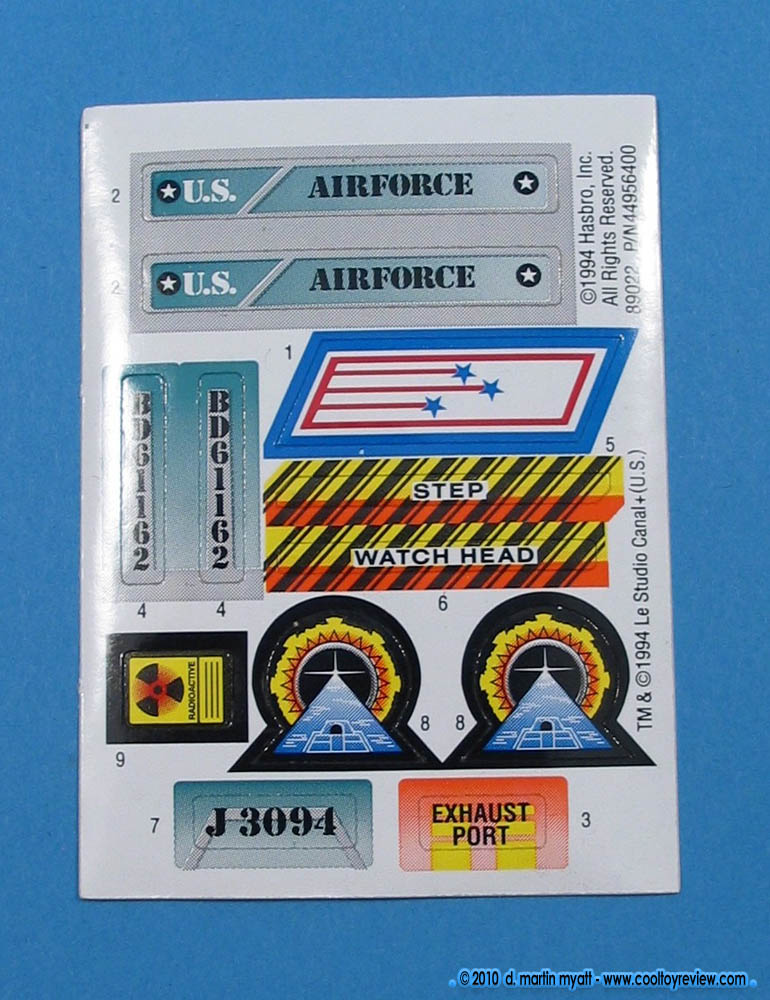 2
U.S. AIRFORCE
2
U.S. AIRFORCE
©1994 Hasbro, Inc.
All Rights Reserved.
89022 P/N44956400
1
5
BD61162
BD61162
4
4
STEP
WATCH HEAD
6
TM & ©1994 Le Studio Canal+(U.S.)
RADIOACTIVE
9
8
8
7
J 3094
EXHAUST
PORT
3
© 2010 d. martin myatt - www.cooltoyreview.com